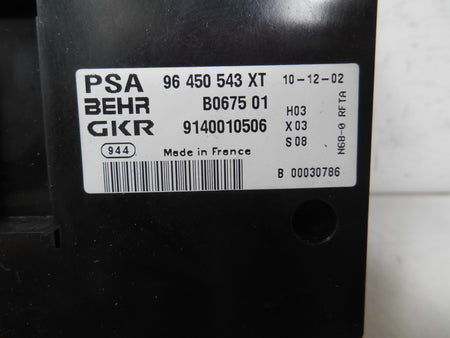 PSA 96 450 543 XT 10-12-02
BEHR B0675 01 H03
GKR 9140010506 X03
S08
944 Made in France
B 00030786
N68-0 RFTA